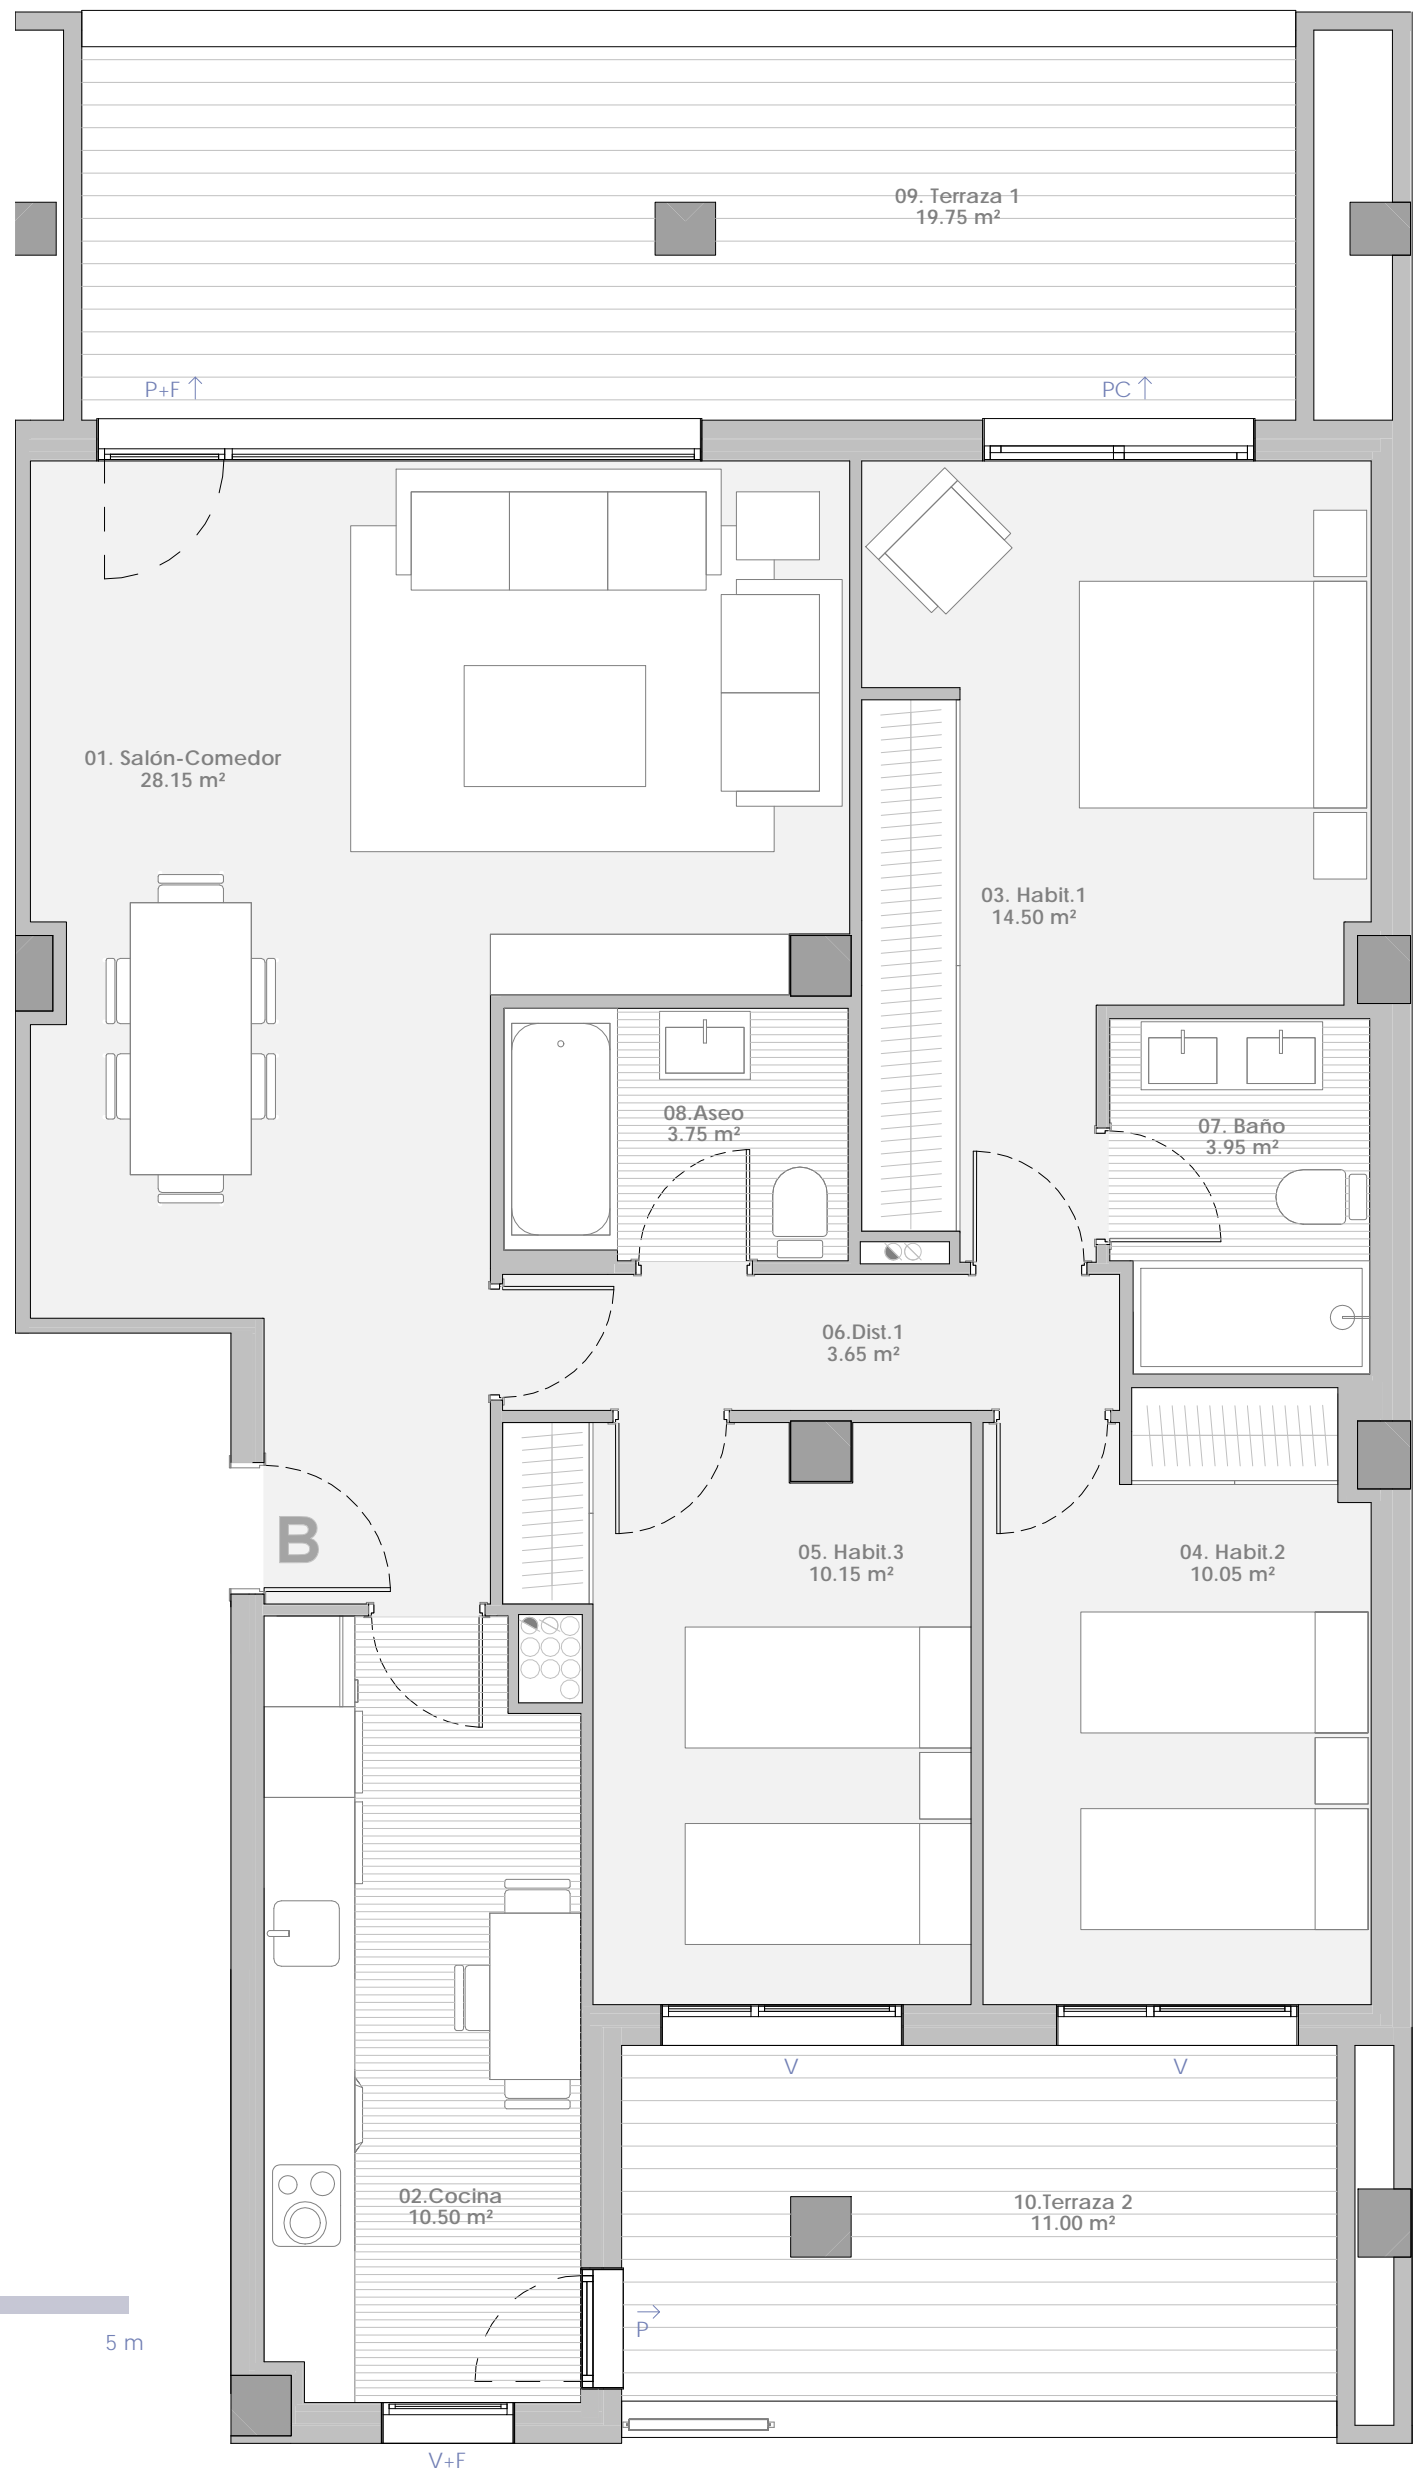 09. Terraza 1
19.75 m²
P+F
PC
01. Salón-Comedor
28.15 m²
03. Habit.1
14.50 m²
08.Aseo
3.75 m²
07. Baño
3.95 m²
06.Dist.1
3.65 m²
B
05. Habit.3
10.15 m²
04. Habit.2
10.05 m²
V
V
02.Cocina
10.50 m²
10.Terraza 2
11.00 m²
P
5 m
V+F